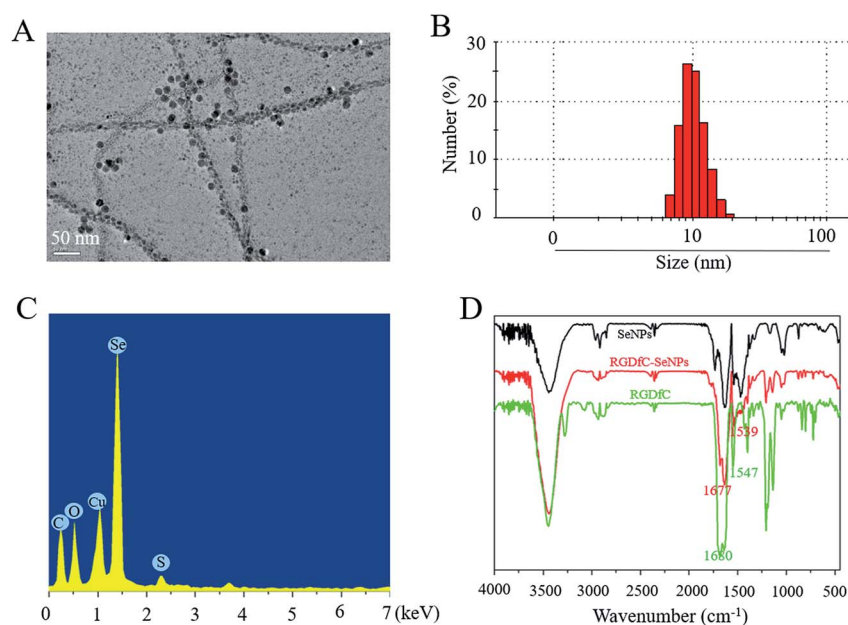 A
50 nm
B
30
20
10
0
Number (%)
0 10 100
Size (nm)
C
C
O
Cu
Se
S
0 1 2 3 4 5 6 7 (keV)
D
SeNPs
RGDfC-SeNPs
RGDfC
1539
1547
1677
1680
4000 3500 3000 2500 2000 1500 1000 500
Wavenumber (cm⁻¹)